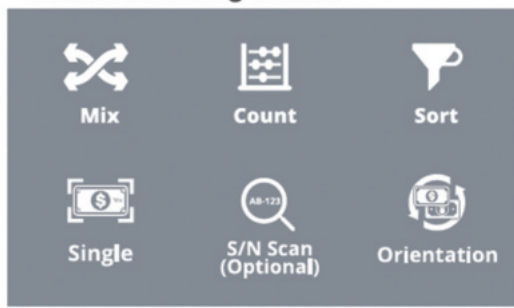 Mix
Count
Sort
AB-123
Single
S/N Scan
(Optional)
Orientation